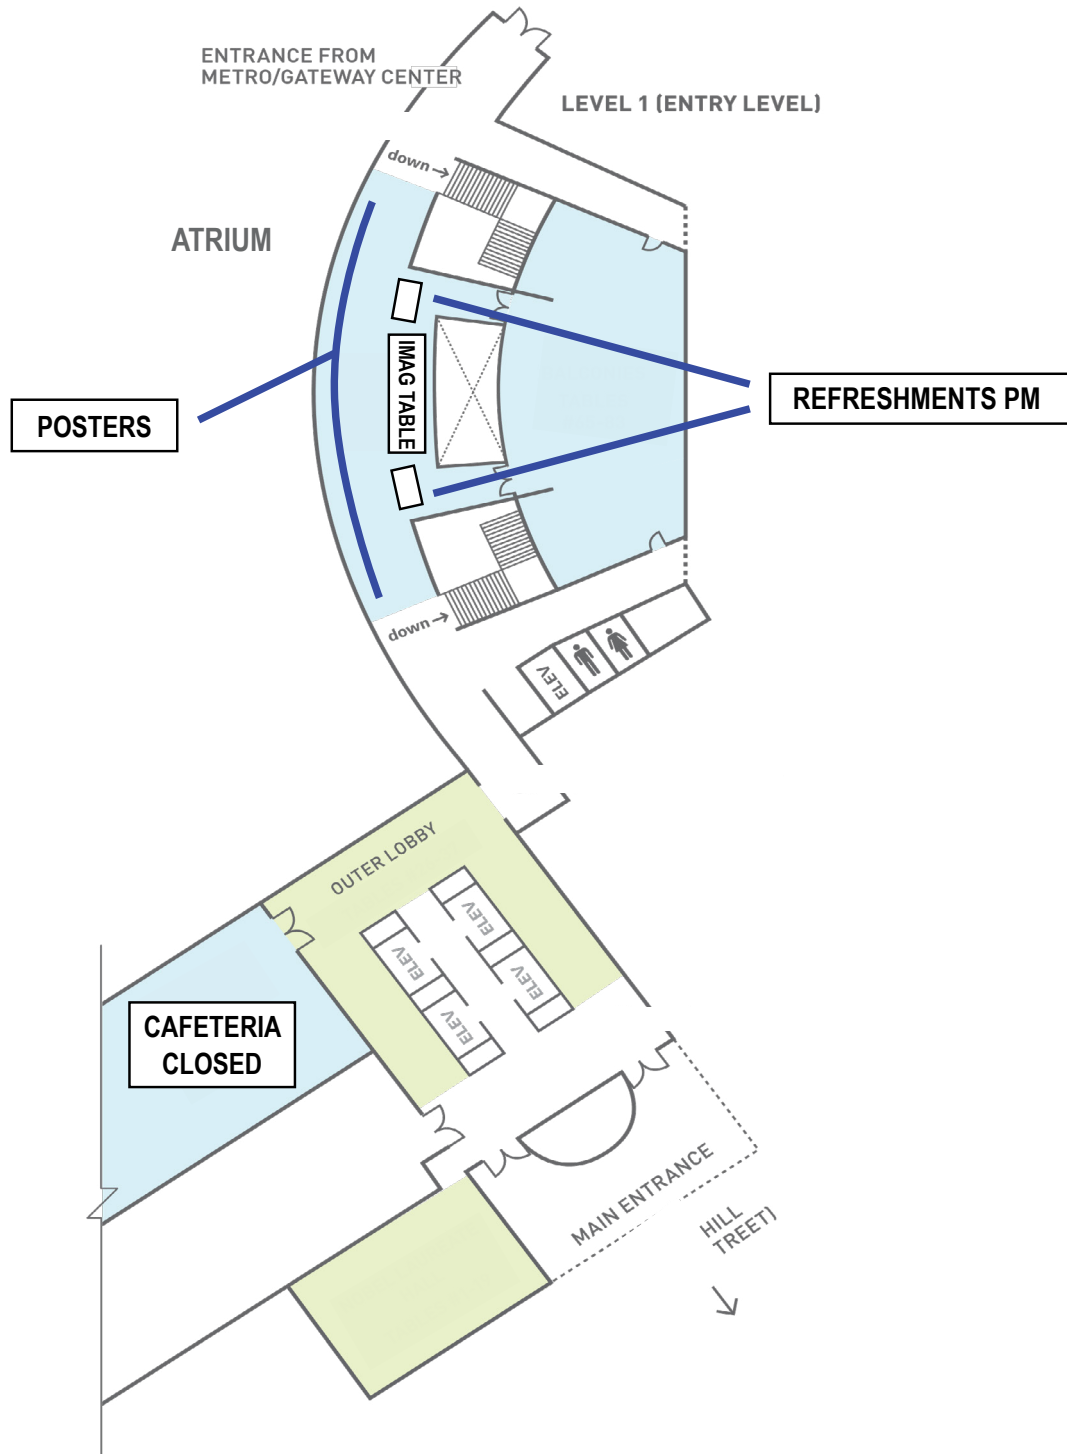 ENTRANCE FROM
METRO/GATEWAY CENTER
LEVEL 1 (ENTRY LEVEL)
down→
ATRIUM
IMAG TABLE
POSTERS
REFRESHMENTS PM
down→
ELEV
OUTER LOBBY
ELEV
ELEV
ELEV
ELEV
CAFETERIA
CLOSED
MAIN ENTRANCE
HILL
TREET)